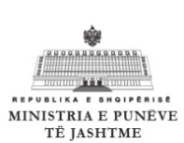 REPUBLIKA E SHQIPËRISË
MINISTRIA E PUNËVE
TË JASHTME